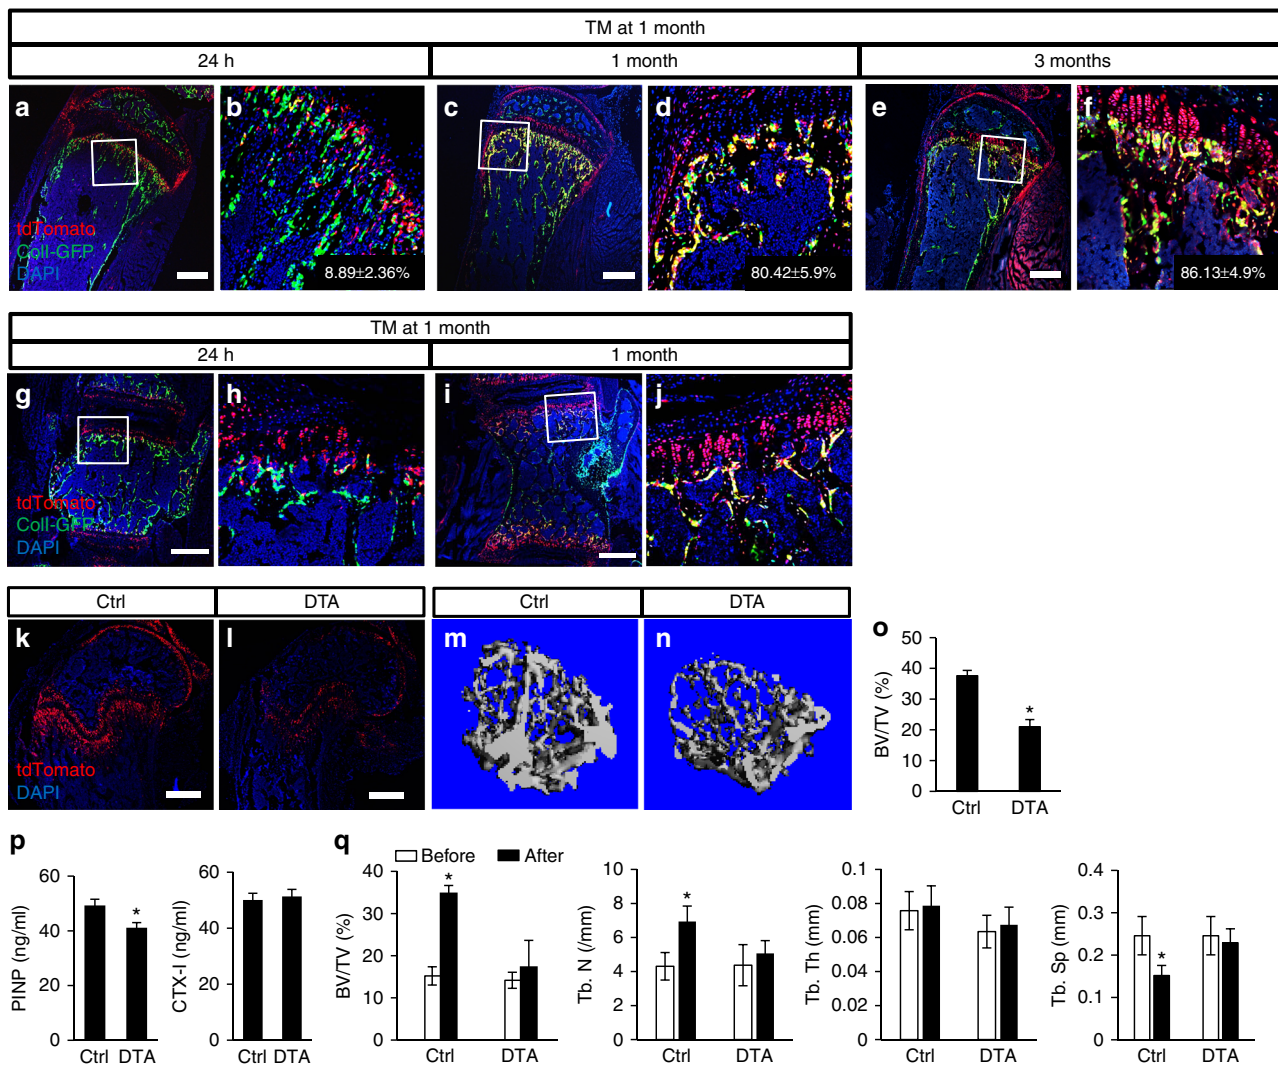 TM at 1 month
24 h 1 month 3 months
a b c d e f
tdTomato
Coll-GFP
DAPI
8.89±2.36% 80.42±5.9% 86.13±4.9%
TM at 1 month
24 h 1 month
g h i j
tdTomato
Coll-GFP
DAPI
Ctrl DTA Ctrl DTA
k l m n o
tdTomato
DAPI
BV/TV (%)
50
40
30
20
10
0
*
Ctrl DTA
p
PINP (ng/ml)
60
40
20
0
*
Ctrl DTA
CTX-I (ng/ml)
60
40
20
0
Ctrl DTA
q
Before After
BV/TV (%)
40
30
20
10
0
*
Ctrl DTA
Tb. N (/mm)
10
8
6
4
2
0
*
Ctrl DTA
Tb. Th (mm)
0.1
0.08
0.06
0.04
0.02
0
Ctrl DTA
Tb. Sp (mm)
0.4
0.3
0.2
0.1
0
*
Ctrl DTA